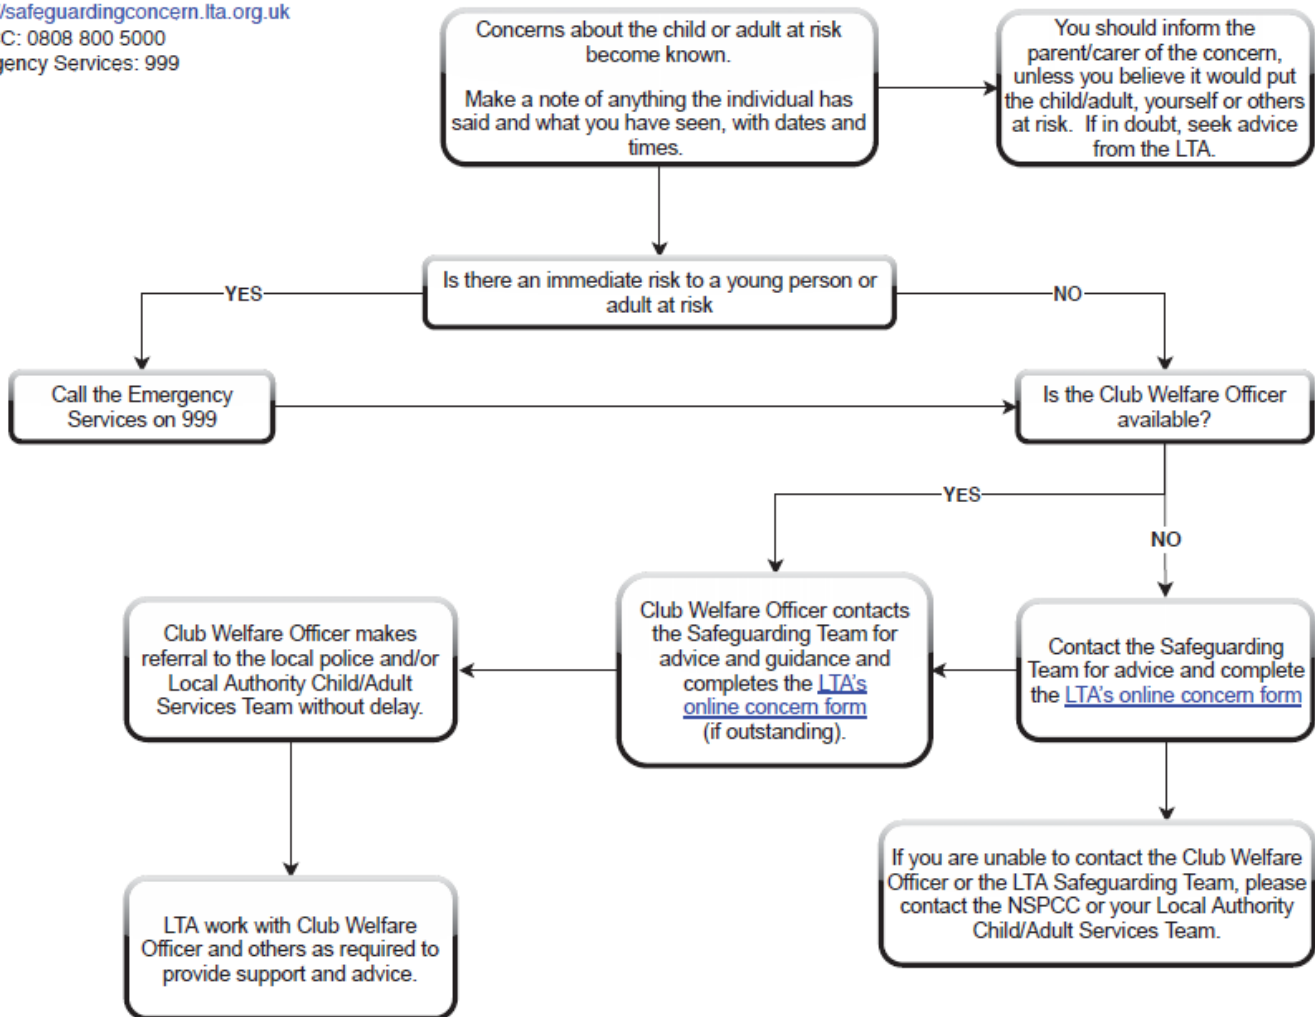 /safeguardingconcern.lta.org.uk
C: 0808 800 5000
gency Services: 999
Concerns about the child or adult at risk
become known.
Make a note of anything the individual has
said and what you have seen, with dates and
times.
You should inform the
parent/carer of the concern,
unless you believe it would put
the child/adult, yourself or others
at risk. If in doubt, seek advice
from the LTA.
Is there an immediate risk to a young person or
adult at risk
YES
NO
Call the Emergency
Services on 999
Is the Club Welfare Officer
available?
YES
NO
Club Welfare Officer makes
referral to the local police and/or
Local Authority Child/Adult
Services Team without delay.
Club Welfare Officer contacts
the Safeguarding Team for
advice and guidance and
completes the LTA's
online concern form
(if outstanding).
Contact the Safeguarding
Team for advice and complete
the LTA's online concern form
LTA work with Club Welfare
Officer and others as required to
provide support and advice.
If you are unable to contact the Club Welfare
Officer or the LTA Safeguarding Team, please
contact the NSPCC or your Local Authority
Child/Adult Services Team.